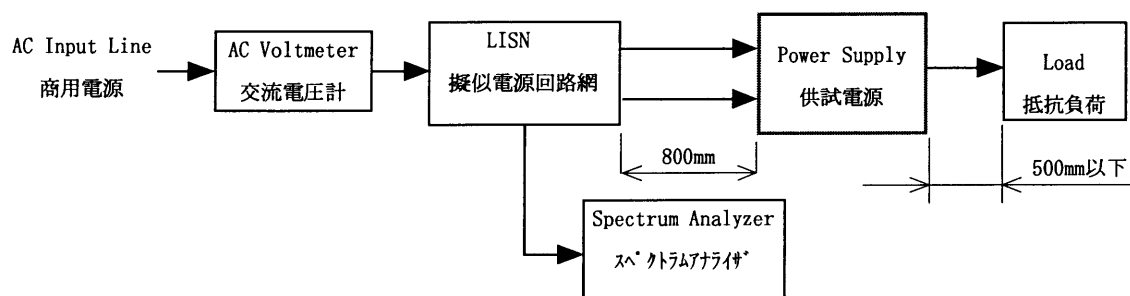 AC Input Line
商用電源
AC Voltmeter
交流電圧計
LISN
擬似電源回路網
Power Supply
供試電源
Load
抵抗負荷
800mm
500mm以下
Spectrum Analyzer
ｽﾍﾟｸﾄﾗﾑｱﾅﾗｲｻﾞ